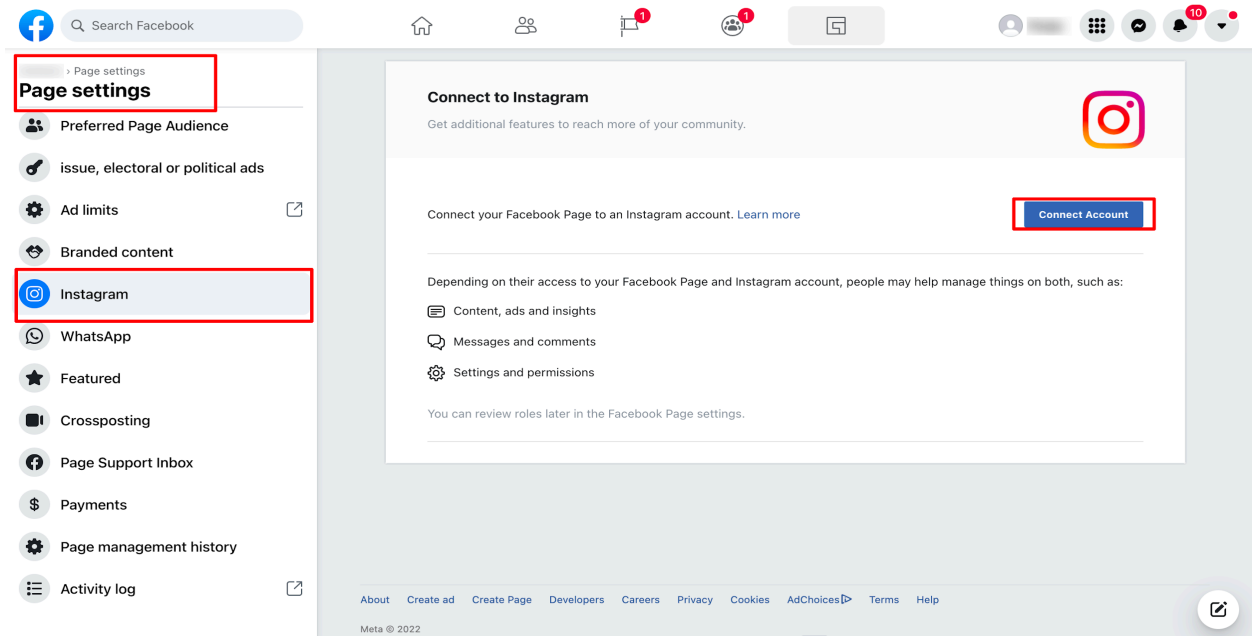 Search Facebook
1
1
10
› Page settings
Page settings
Preferred Page Audience
issue, electoral or political ads
Ad limits
Branded content
Instagram
WhatsApp
Featured
Crossposting
Page Support Inbox
Payments
Page management history
Activity log
Connect to Instagram
Get additional features to reach more of your community.
Connect your Facebook Page to an Instagram account. Learn more
Connect Account
Depending on their access to your Facebook Page and Instagram account, people may help manage things on both, such as:
Content, ads and insights
Messages and comments
Settings and permissions
You can review roles later in the Facebook Page settings.
About Create ad Create Page Developers Careers Privacy Cookies AdChoices Terms Help
Meta © 2022